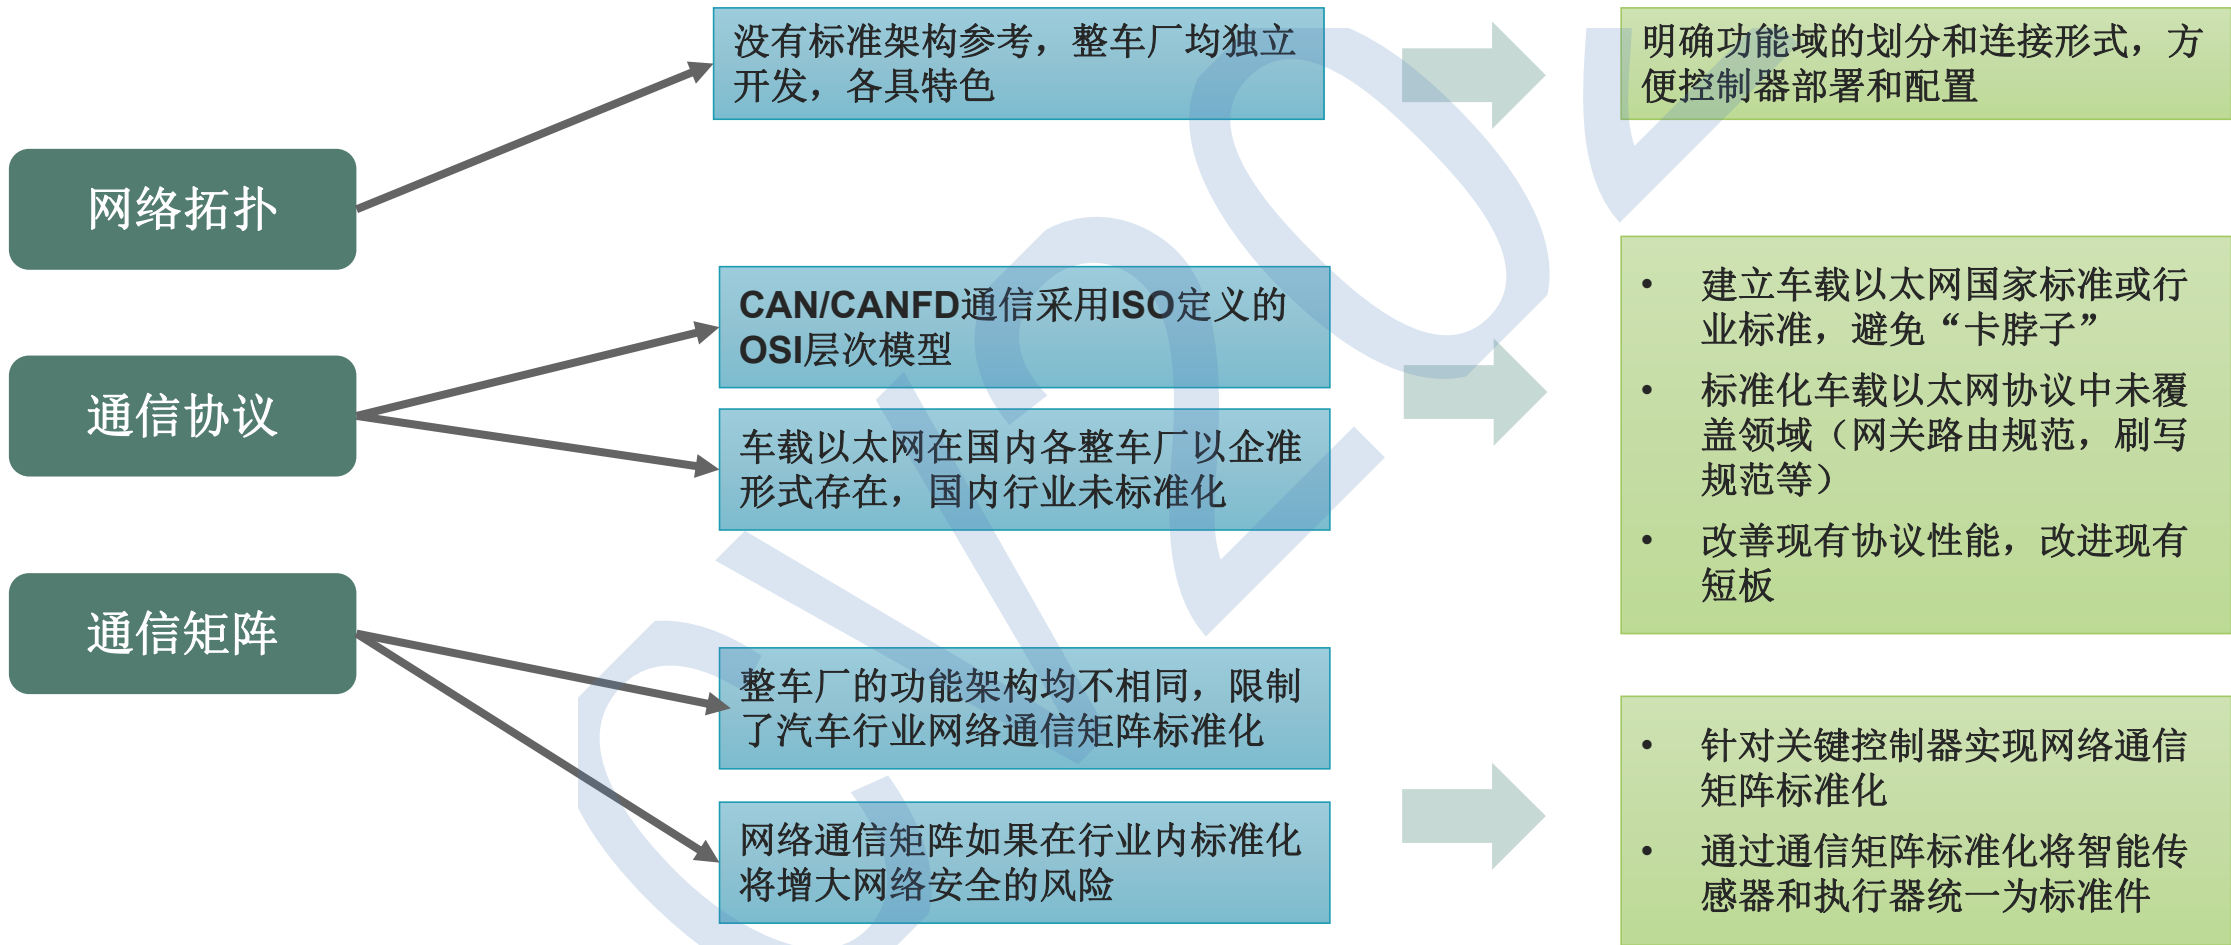 没有标准架构参考，整车厂均独立
开发，各具特色
明确功能域的划分和连接形式，方
便控制器部署和配置
网络拓扑
CAN/CANFD通信采用ISO定义的
OSI层次模型
通信协议
车载以太网在国内各整车厂以企准
形式存在，国内行业未标准化
• 建立车载以太网国家标准或行
业标准，避免“卡脖子”
• 标准化车载以太网协议中未覆
盖领域（网关路由规范，刷写
规范等）
• 改善现有协议性能，改进现有
短板
通信矩阵
整车厂的功能架构均不相同，限制
了汽车行业网络通信矩阵标准化
网络通信矩阵如果在行业内标准化
将增大网络安全的风险
• 针对关键控制器实现网络通信
矩阵标准化
• 通过通信矩阵标准化将智能传
感器和执行器统一为标准件